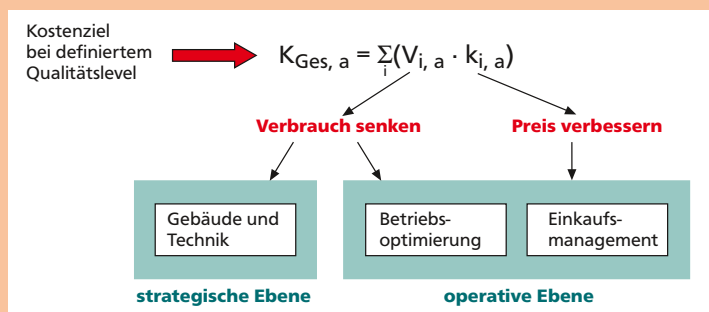 Kostenziel
bei definiertem
Qualitätslevel
K_Ges, a = Σ_i(V_i, a · k_i, a)
Verbrauch senken
Preis verbessern
Gebäude und
Technik
Betriebs-
optimierung
Einkaufs-
management
strategische Ebene
operative Ebene